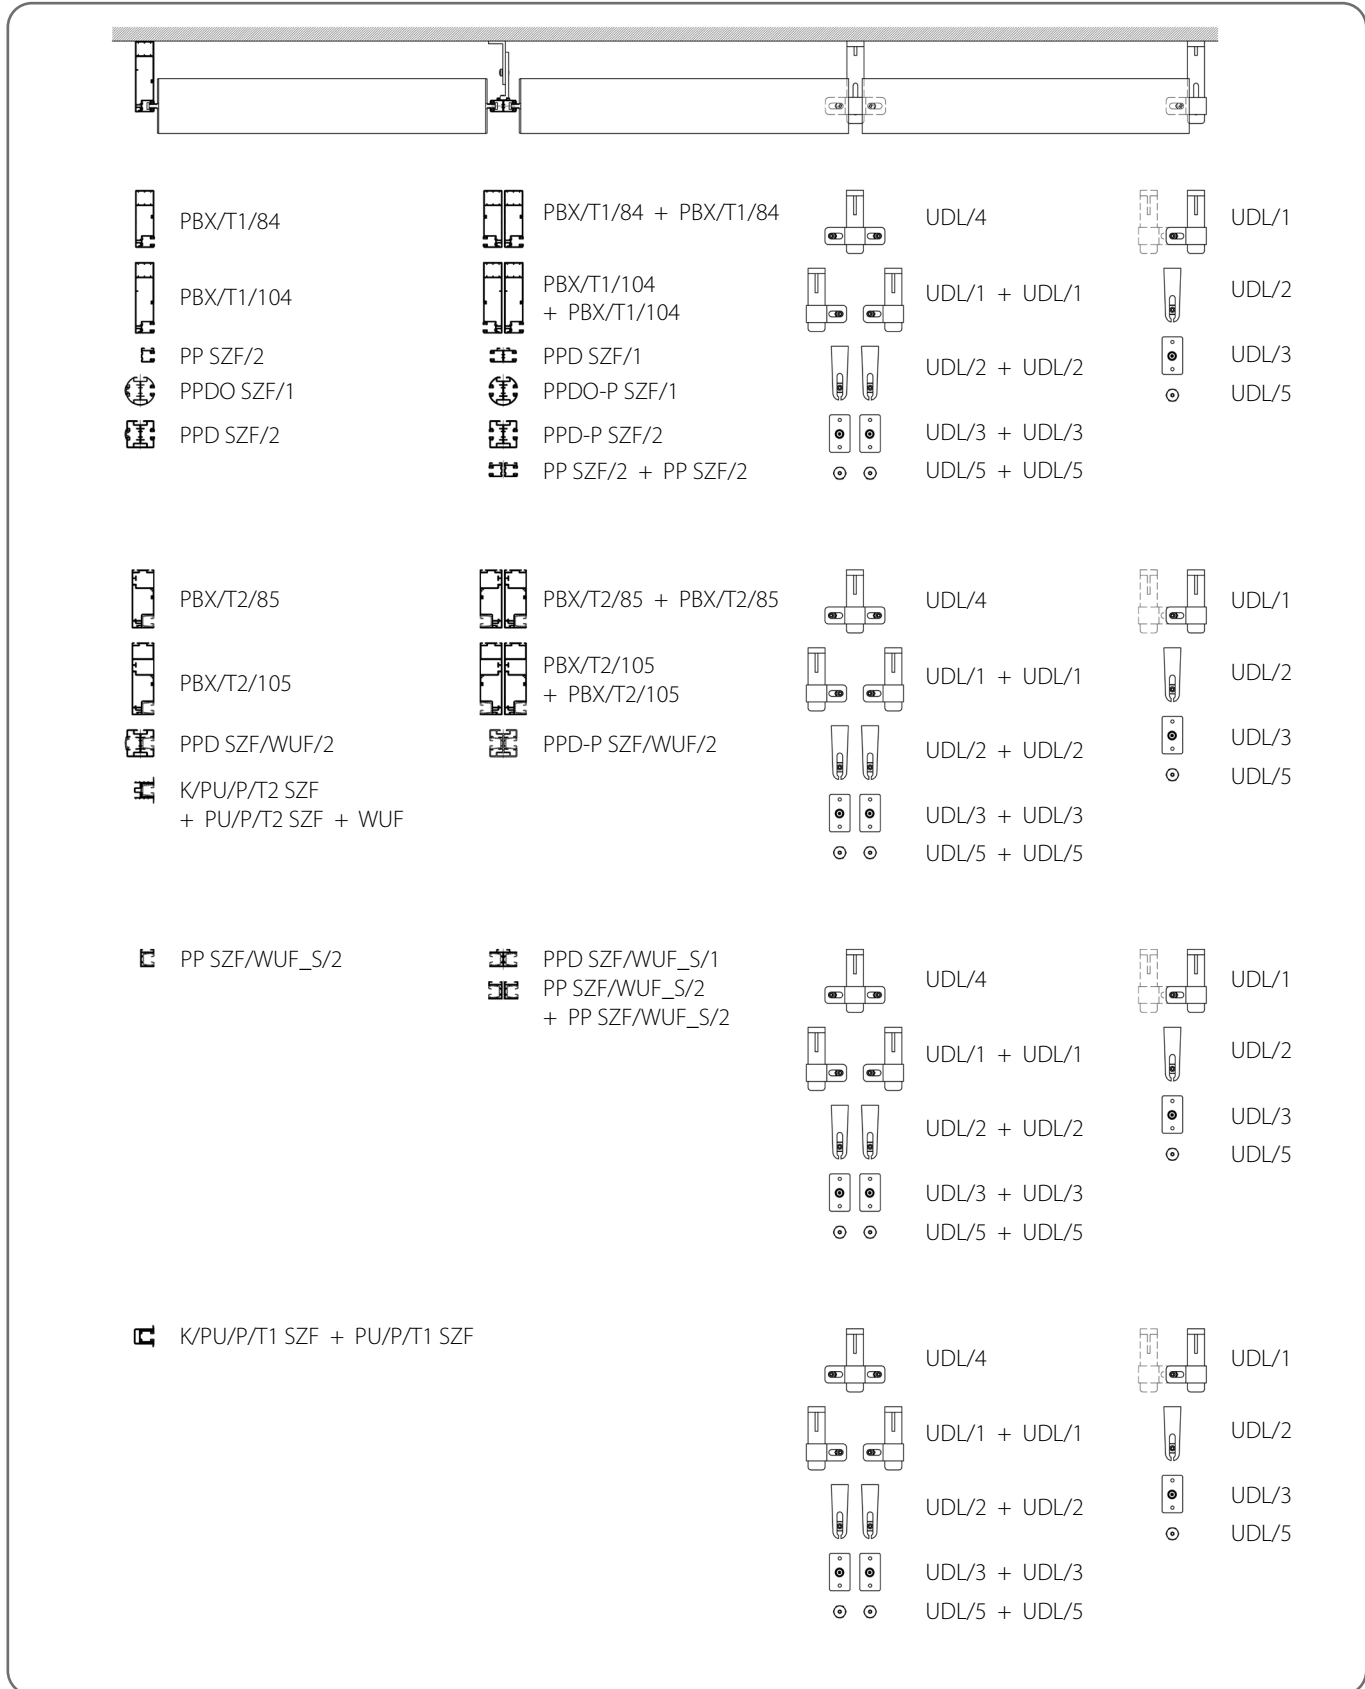 PBX/T1/84
PBX/T1/104
PP SZF/2
PPDO SZF/1
PPD SZF/2
PBX/T1/84 + PBX/T1/84
PBX/T1/104
+ PBX/T1/104
PPD SZF/1
PPDO-P SZF/1
PPD-P SZF/2
PP SZF/2 + PP SZF/2
UDL/4
UDL/1 + UDL/1
UDL/2 + UDL/2
UDL/3 + UDL/3
UDL/5 + UDL/5
UDL/1
UDL/2
UDL/3
UDL/5
PBX/T2/85
PBX/T2/105
PPD SZF/WUF/2
K/PU/P/T2 SZF
+ PU/P/T2 SZF + WUF
PBX/T2/85 + PBX/T2/85
PBX/T2/105
+ PBX/T2/105
PPD-P SZF/WUF/2
UDL/4
UDL/1 + UDL/1
UDL/2 + UDL/2
UDL/3 + UDL/3
UDL/5 + UDL/5
UDL/1
UDL/2
UDL/3
UDL/5
PP SZF/WUF_S/2
PPD SZF/WUF_S/1
PP SZF/WUF_S/2
+ PP SZF/WUF_S/2
UDL/4
UDL/1 + UDL/1
UDL/2 + UDL/2
UDL/3 + UDL/3
UDL/5 + UDL/5
UDL/1
UDL/2
UDL/3
UDL/5
K/PU/P/T1 SZF + PU/P/T1 SZF
UDL/4
UDL/1 + UDL/1
UDL/2 + UDL/2
UDL/3 + UDL/3
UDL/5 + UDL/5
UDL/1
UDL/2
UDL/3
UDL/5